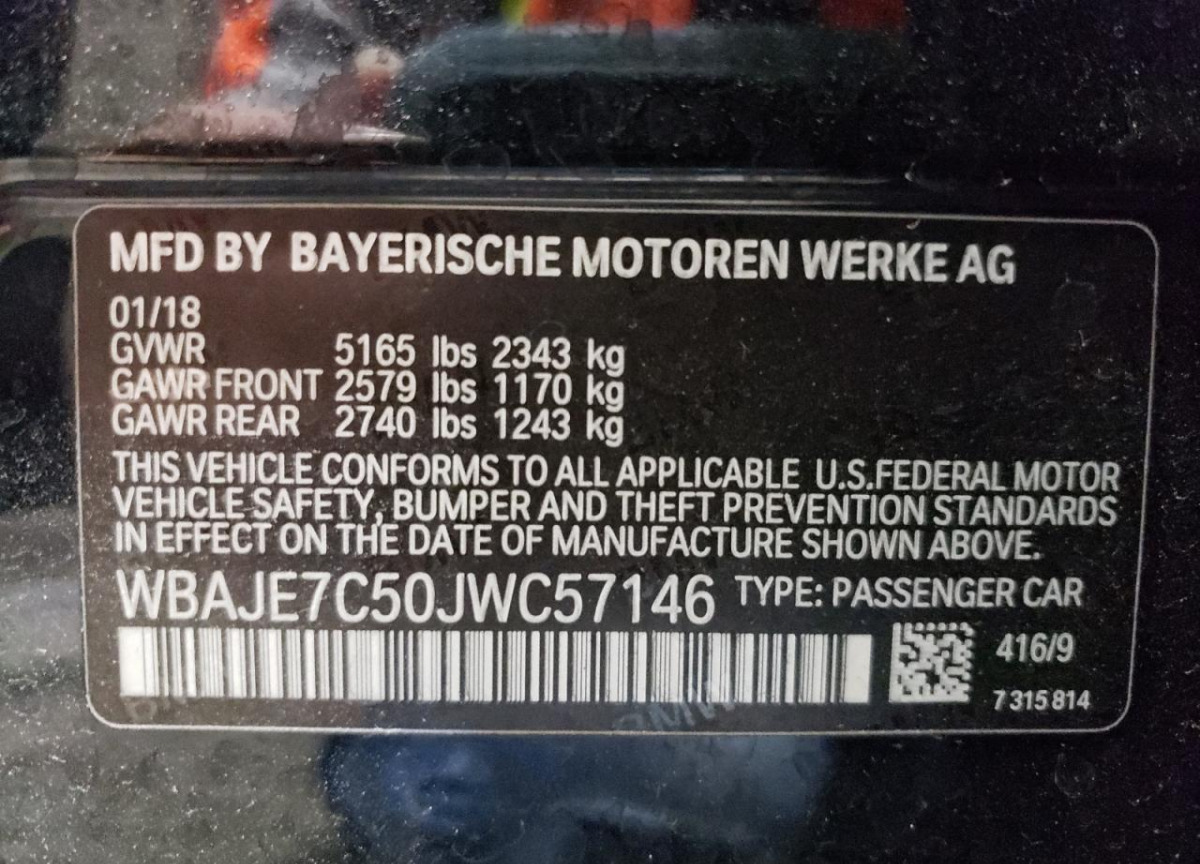 MFD BY BAYERISCHE MOTOREN WERKE AG
01/18
GVWR 5165 lbs 2343 kg
GAWR FRONT 2579 lbs 1170 kg
GAWR REAR 2740 lbs 1243 kg
THIS VEHICLE CONFORMS TO ALL APPLICABLE U.S.FEDERAL MOTOR
VEHICLE SAFETY, BUMPER AND THEFT PREVENTION STANDARDS
IN EFFECT ON THE DATE OF MANUFACTURE SHOWN ABOVE.
WBAJE7C50JWC57146 TYPE: PASSENGER CAR
416/9
7 315 814
BMW